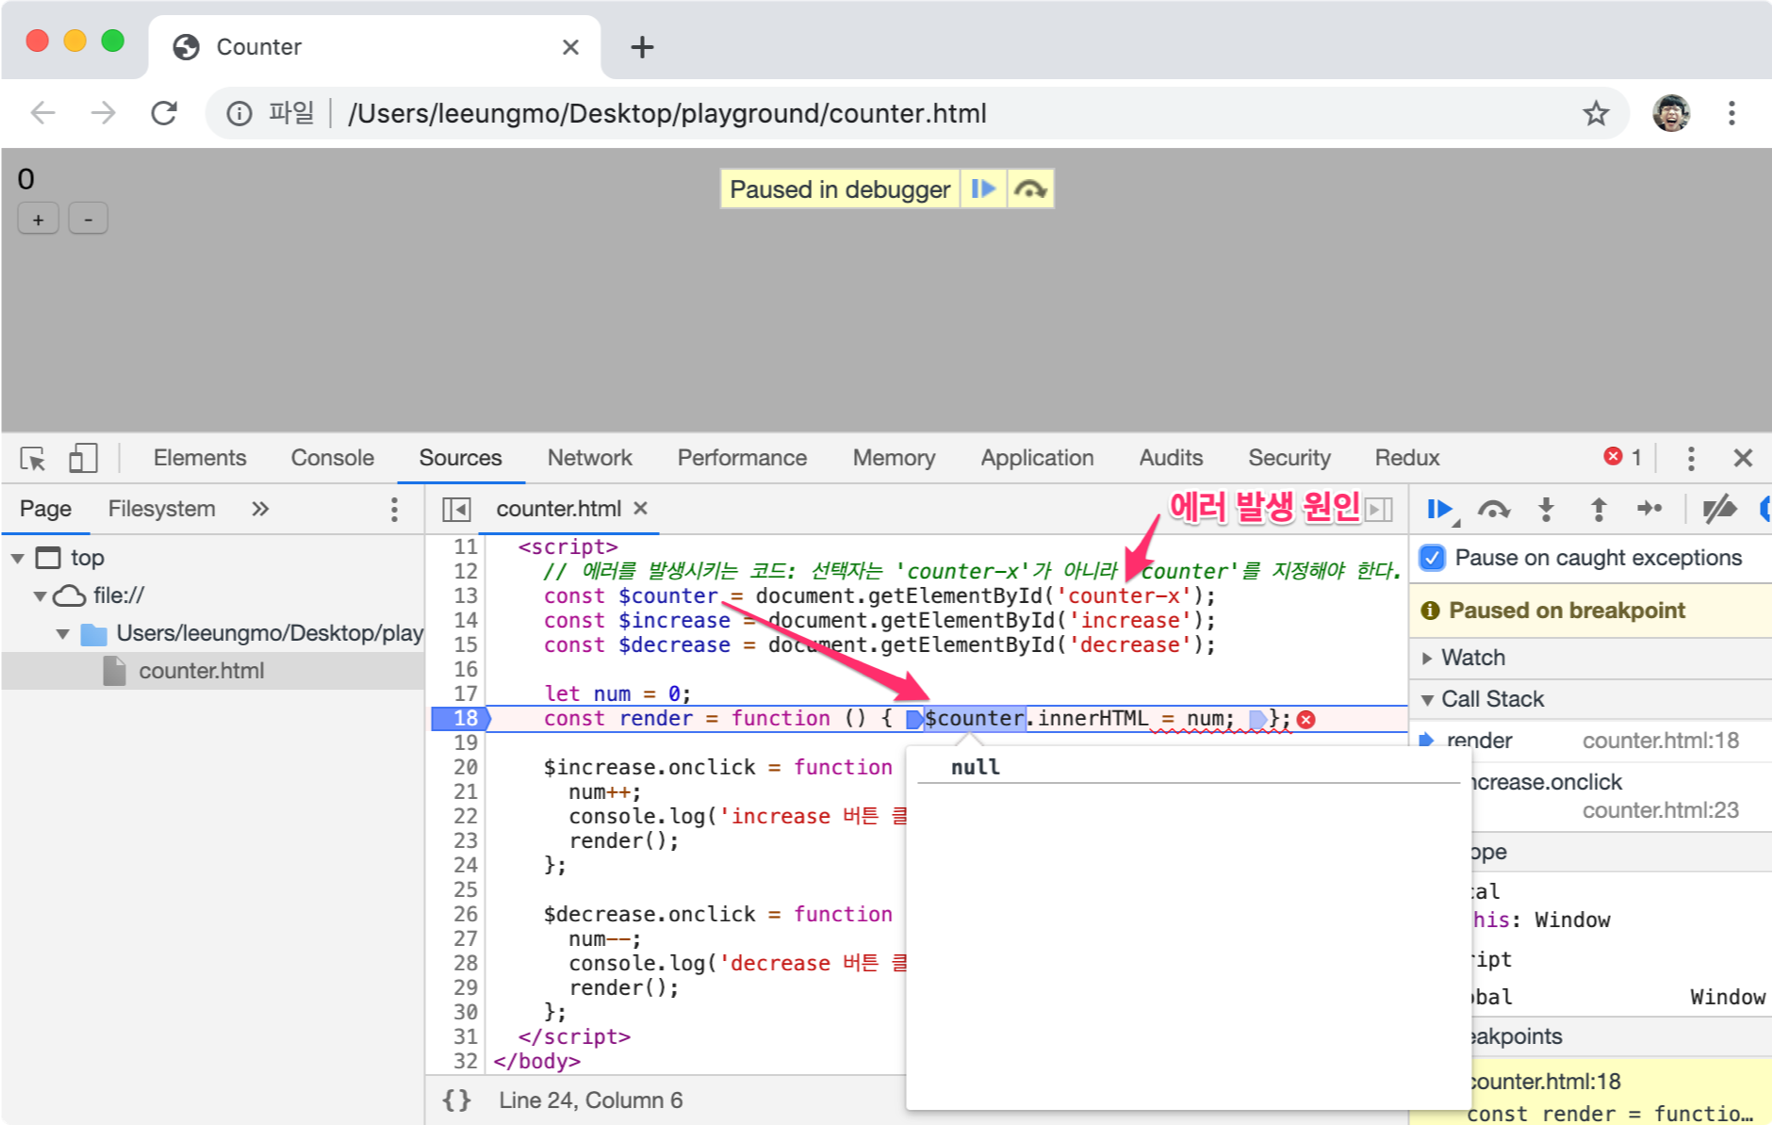 Counter
파일 /Users/leeungmo/Desktop/playground/counter.html
0
+ -
Paused in debugger
Elements Console Sources Network Performance Memory Application Audits Security Redux 1
Page Filesystem
counter.html
에러 발생 원인
top
file://
Users/leeungmo/Desktop/play
counter.html
11 <script>
12 // 에러를 발생시키는 코드: 선택자는 'counter-x'가 아니라 'counter'를 지정해야 한다.
13 const $counter = document.getElementById('counter-x');
14 const $increase = document.getElementById('increase');
15 const $decrease = document.getElementById('decrease');
16
17 let num = 0;
18 const render = function () { $counter.innerHTML = num; };
19
20 $increase.onclick = function
21 num++;
22 console.log('increase 버튼 클
23 render();
24 };
25
26 $decrease.onclick = function
27 num--;
28 console.log('decrease 버튼 클
29 render();
30 };
31 </script>
32 </body>
null
{} Line 24, Column 6
Pause on caught exceptions
Paused on breakpoint
Watch
Call Stack
render counter.html:18
ncrease.onclick
counter.html:23
ope
cal
his: Window
ript
obal Window
eakpoints
counter.html:18
const render = functio…